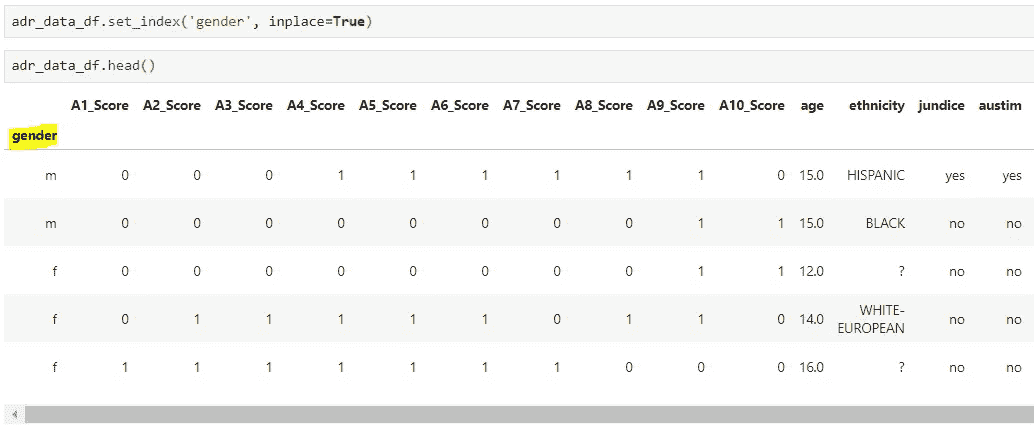 adr_data_df.set_index('gender', inplace=True)
adr_data_df.head()
A1_Score A2_Score A3_Score A4_Score A5_Score A6_Score A7_Score A8_Score A9_Score A10_Score age ethnicity jundice austim
gender
m 0 0 0 1 1 1 1 1 1 0 15.0 HISPANIC yes yes
m 0 0 0 0 0 0 0 0 1 1 15.0 BLACK no no
f 0 0 0 0 0 0 0 0 1 1 12.0 ? no no
f 0 1 1 1 1 1 0 1 1 0 14.0 WHITE-
EUROPEAN no no
f 1 1 1 1 1 1 1 0 0 0 16.0 ? no no